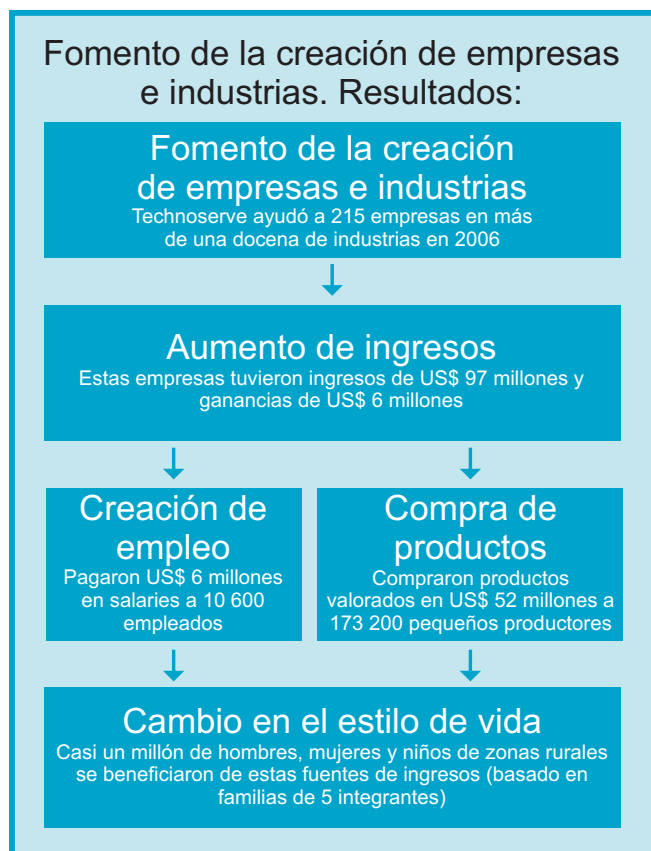 Fomento de la creación de empresas
e industrias. Resultados:
Fomento de la creación
de empresas e industrias
Technoserve ayudó a 215 empresas en más
de una docena de industrias en 2006
Aumento de ingresos
Estas empresas tuvieron ingresos de US$ 97 millones y
ganancias de US$ 6 millones
Creación de
empleo
Pagaron US$ 6 millones
en salaries a 10 600
empleados
Compra de
productos
Compraron productos
valorados en US$ 52 millones a
173 200 pequeños productores
Cambio en el estilo de vida
Casi un millón de hombres, mujeres y niños de zonas rurales
se beneficiaron de estas fuentes de ingresos (basado en
familias de 5 integrantes)